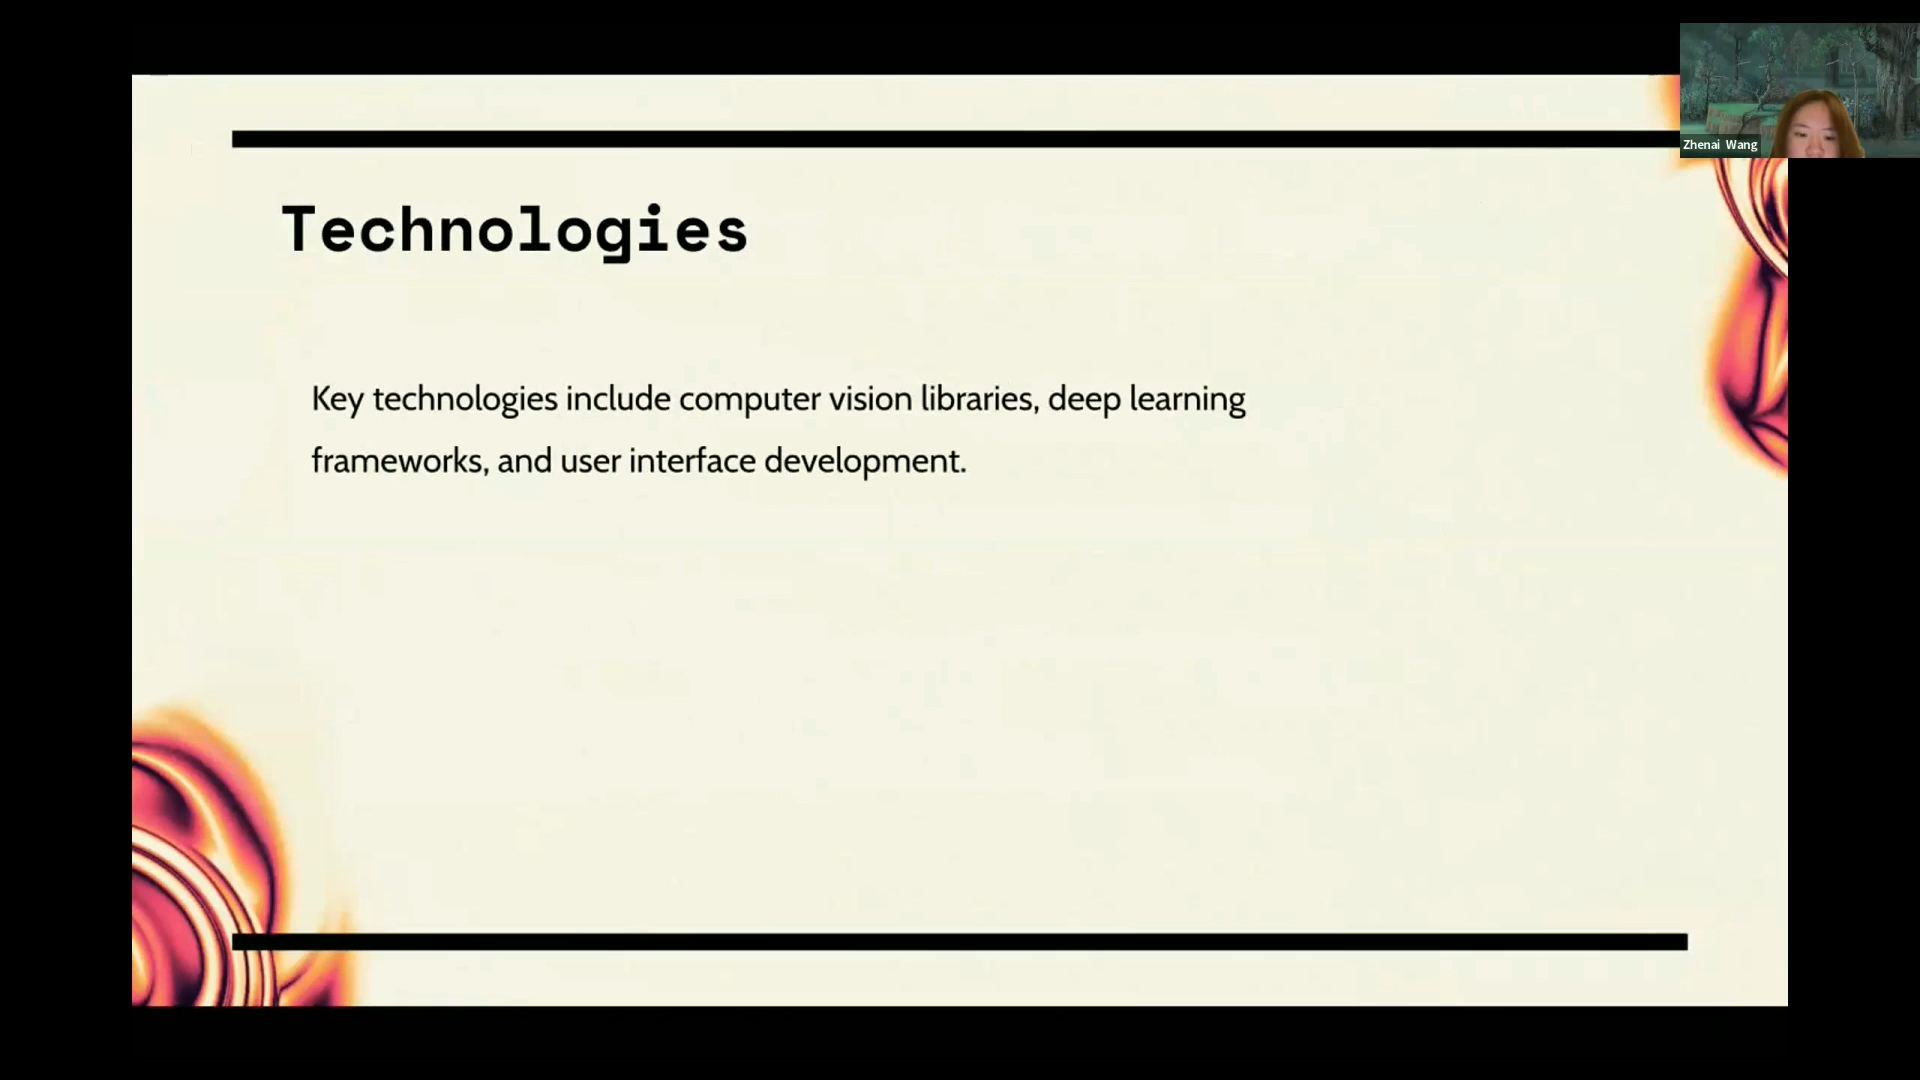 Technologies
Zhenai Wang
Key technologies include computer vision libraries, deep learning
frameworks, and user interface development.